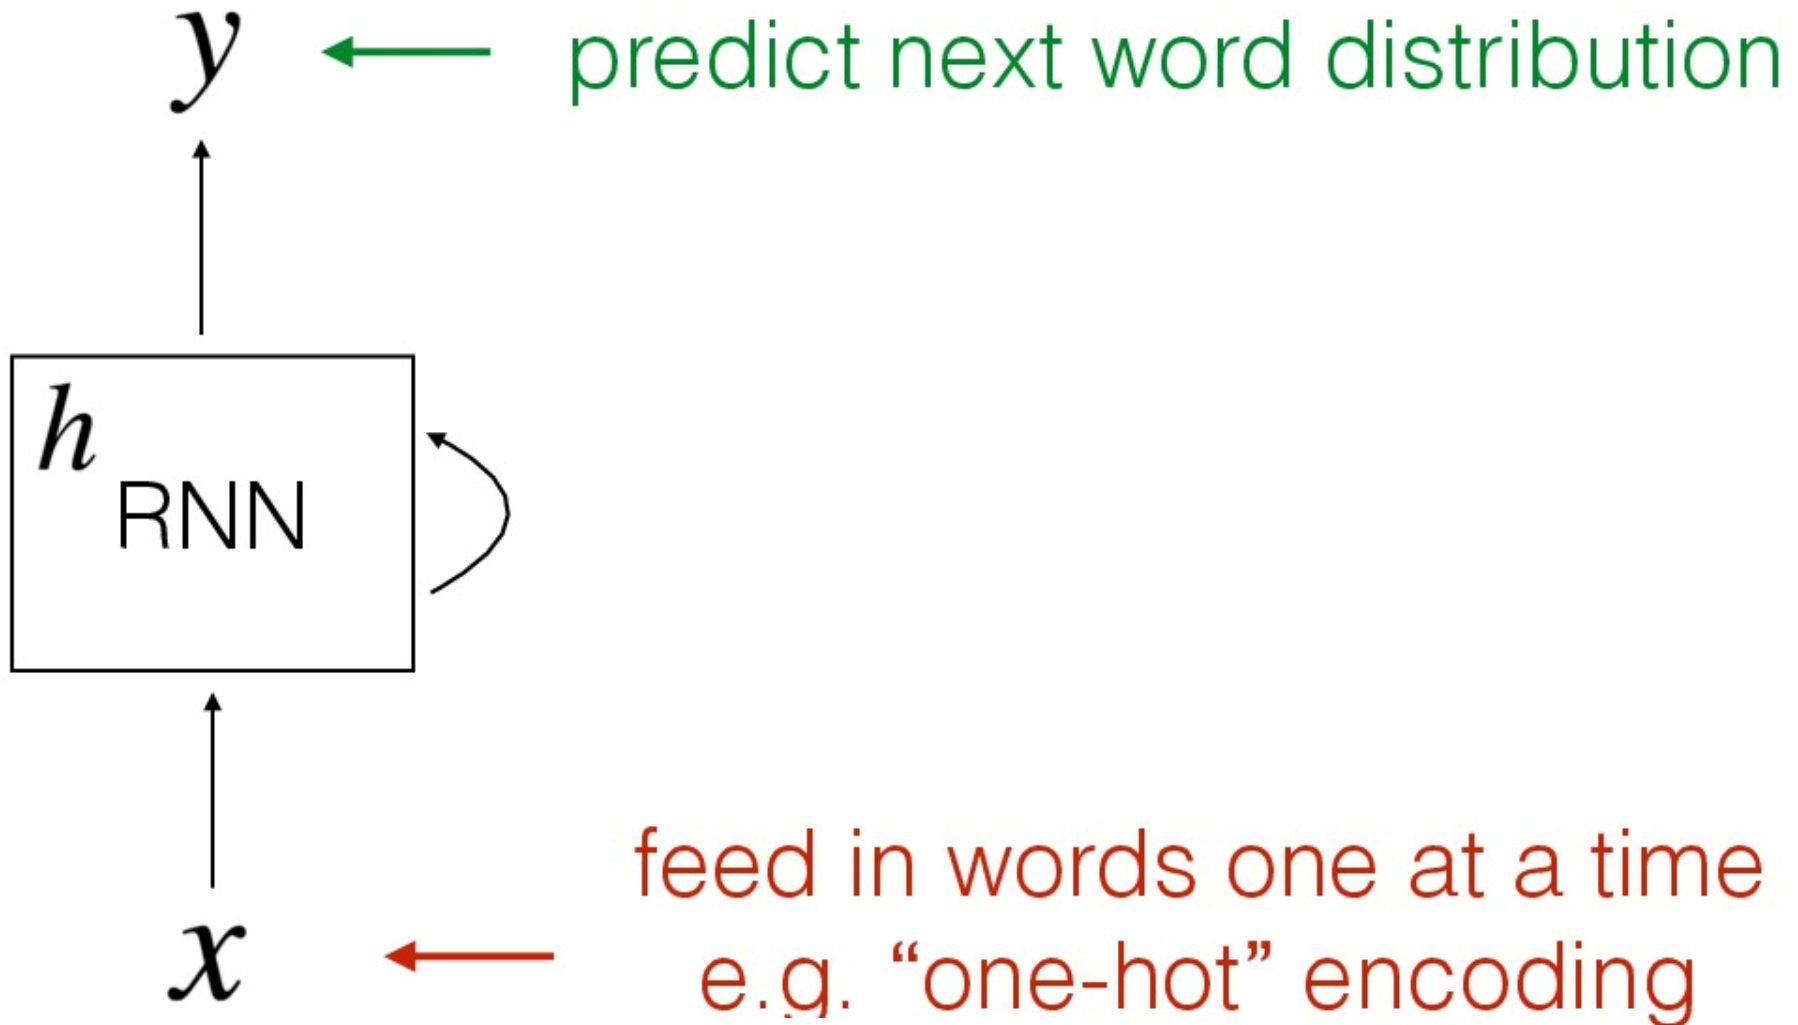 y
predict next word distribution
h
RNN
feed in words one at a time
x
e.g. “one-hot” encoding